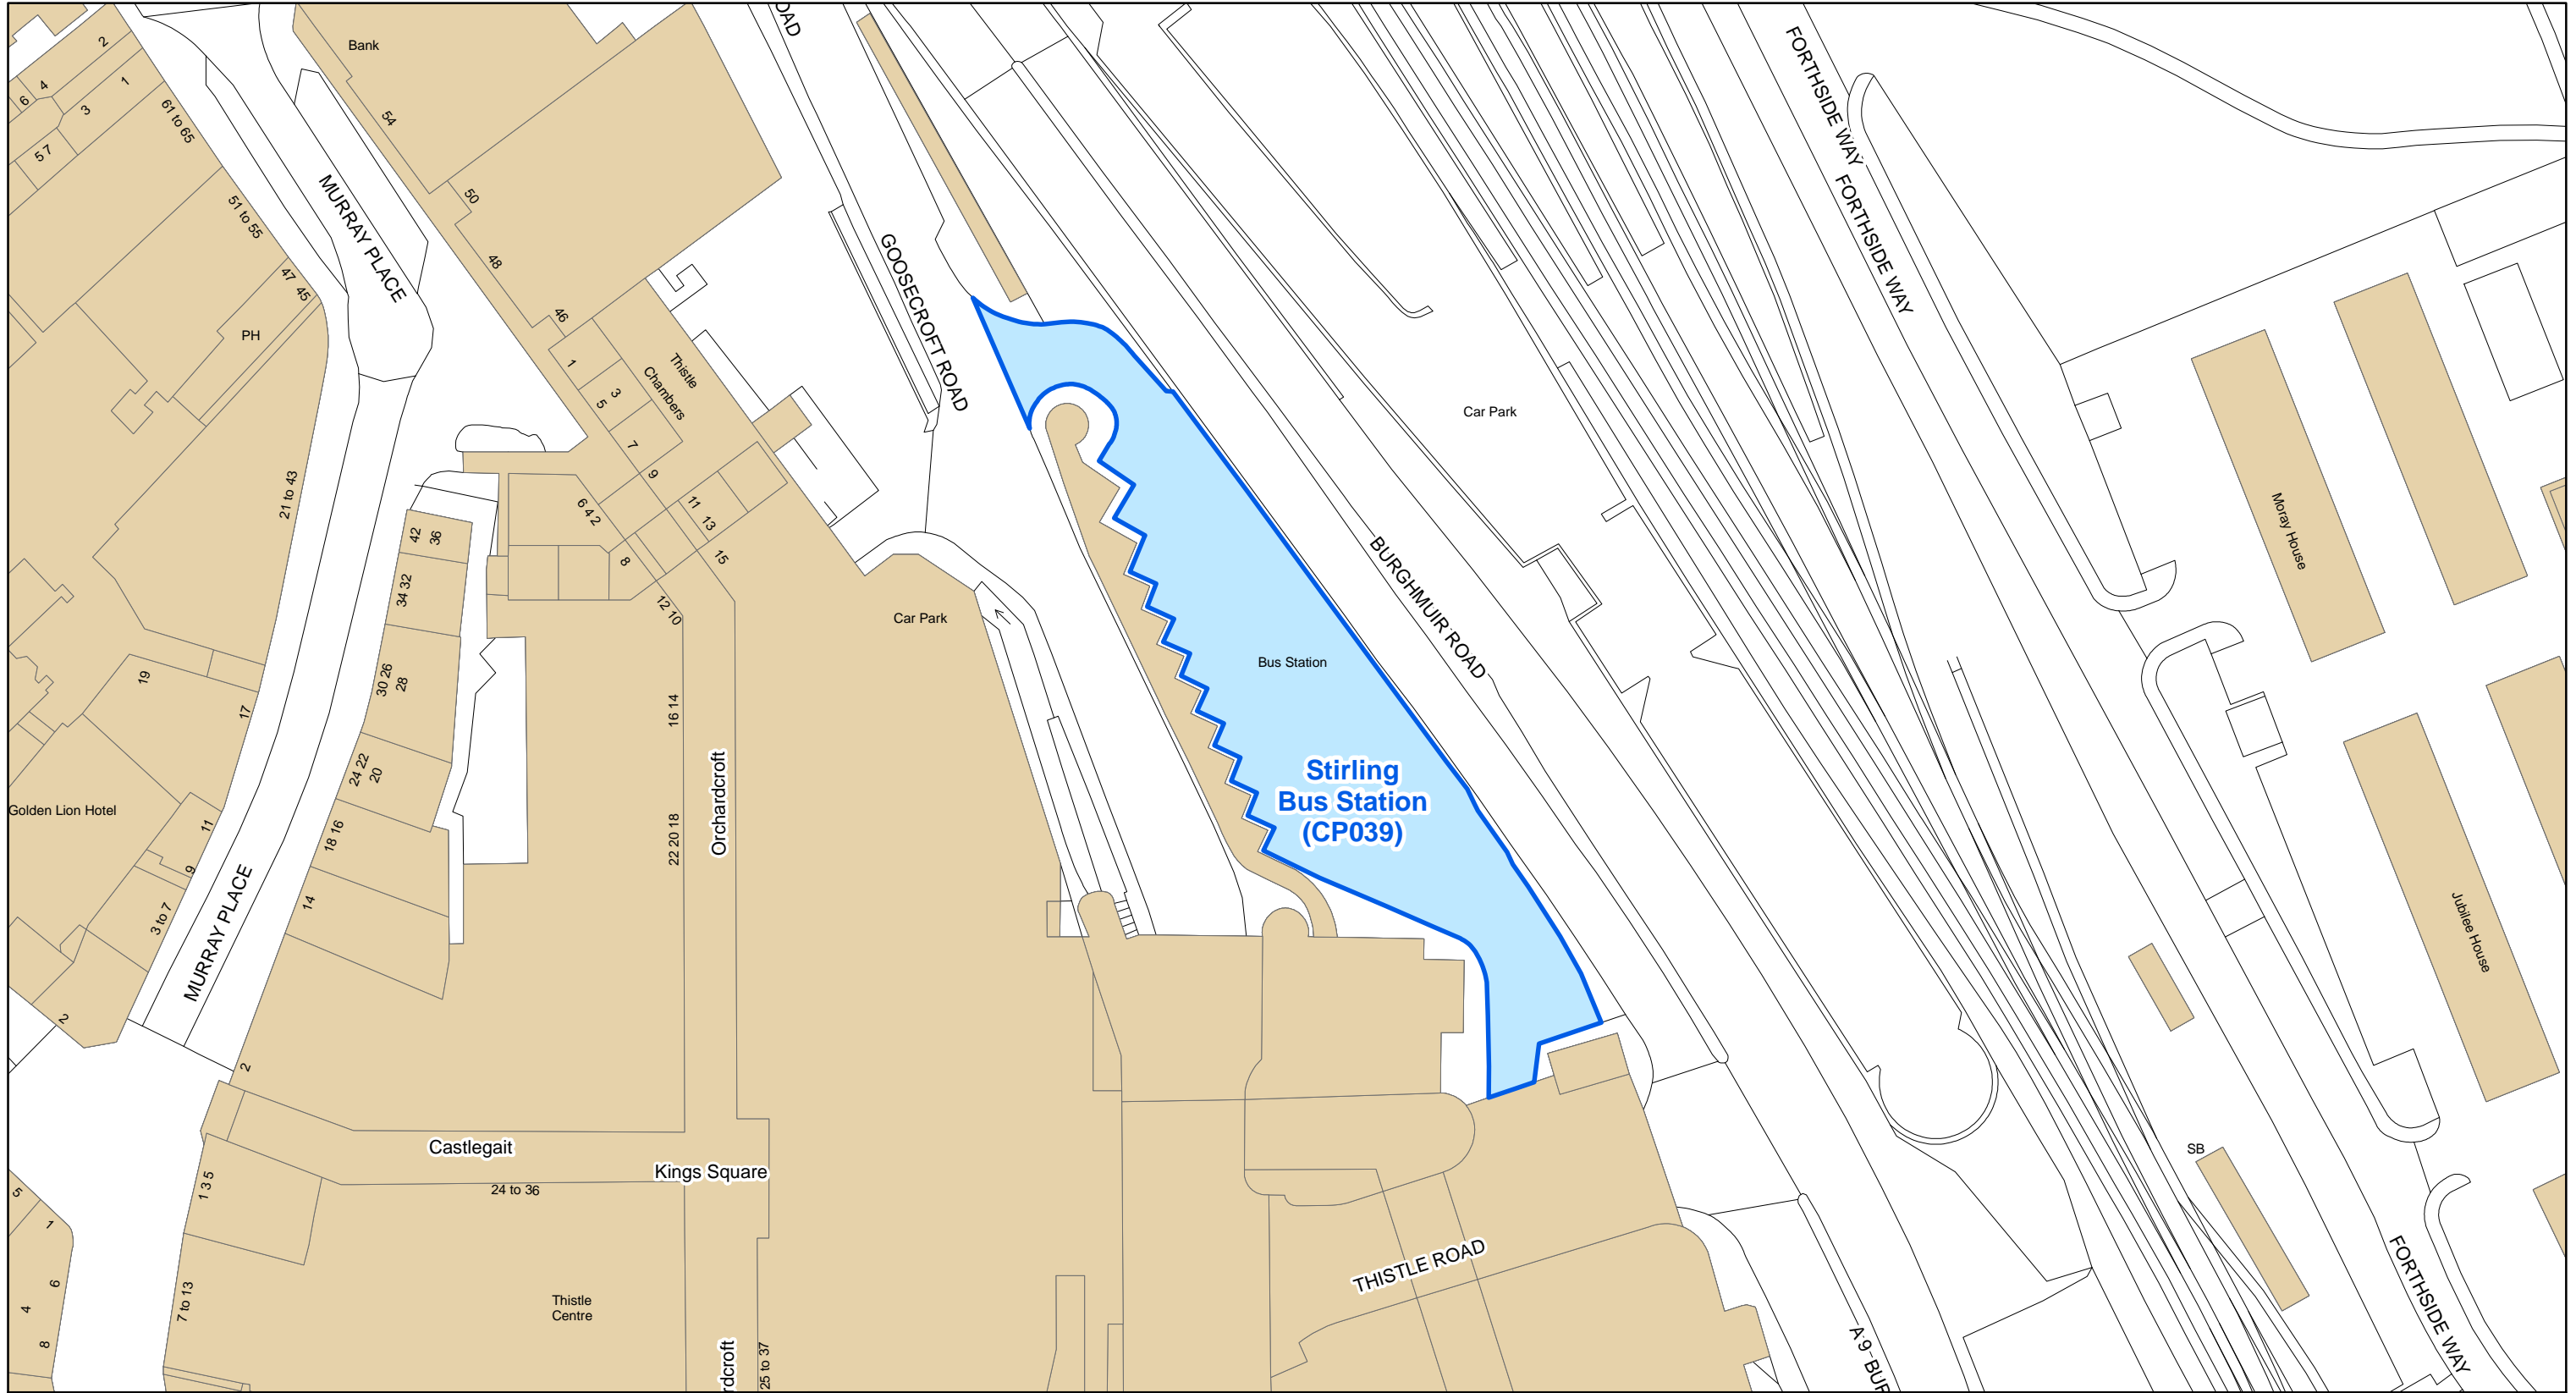 2
4
6
1
3
5 7
61 to 65
Bank
54
50
48
46
51 to 55
47
45
PH
MURRAY PLACE
GOOSECROFT ROAD
FORTHSIDE WAY
FORTHSIDE WAY
Thistle
Chambers
1
3
5
7
9
11
13
15
6 4 2
8
12 10
21 to 43
42
36
34 32
30 26
28
24 22
20
18 16
14
19
17
Golden Lion Hotel
11
9
3 to 7
2
MURRAY PLACE
16 14
22 20 18
Orchardcroft
Car Park
Car Park
BURGHMUIR ROAD
Bus Station
Stirling
Bus Station
(CP039)
Moray House
Jubilee House
2
Castlegait
Kings Square
24 to 36
1 3 5
7 to 13
5
1
6
4
8
Thistle
Centre
rdcroft
25 to 37
THISTLE ROAD
A 9 BUR
SB
FORTHSIDE WAY
OAD